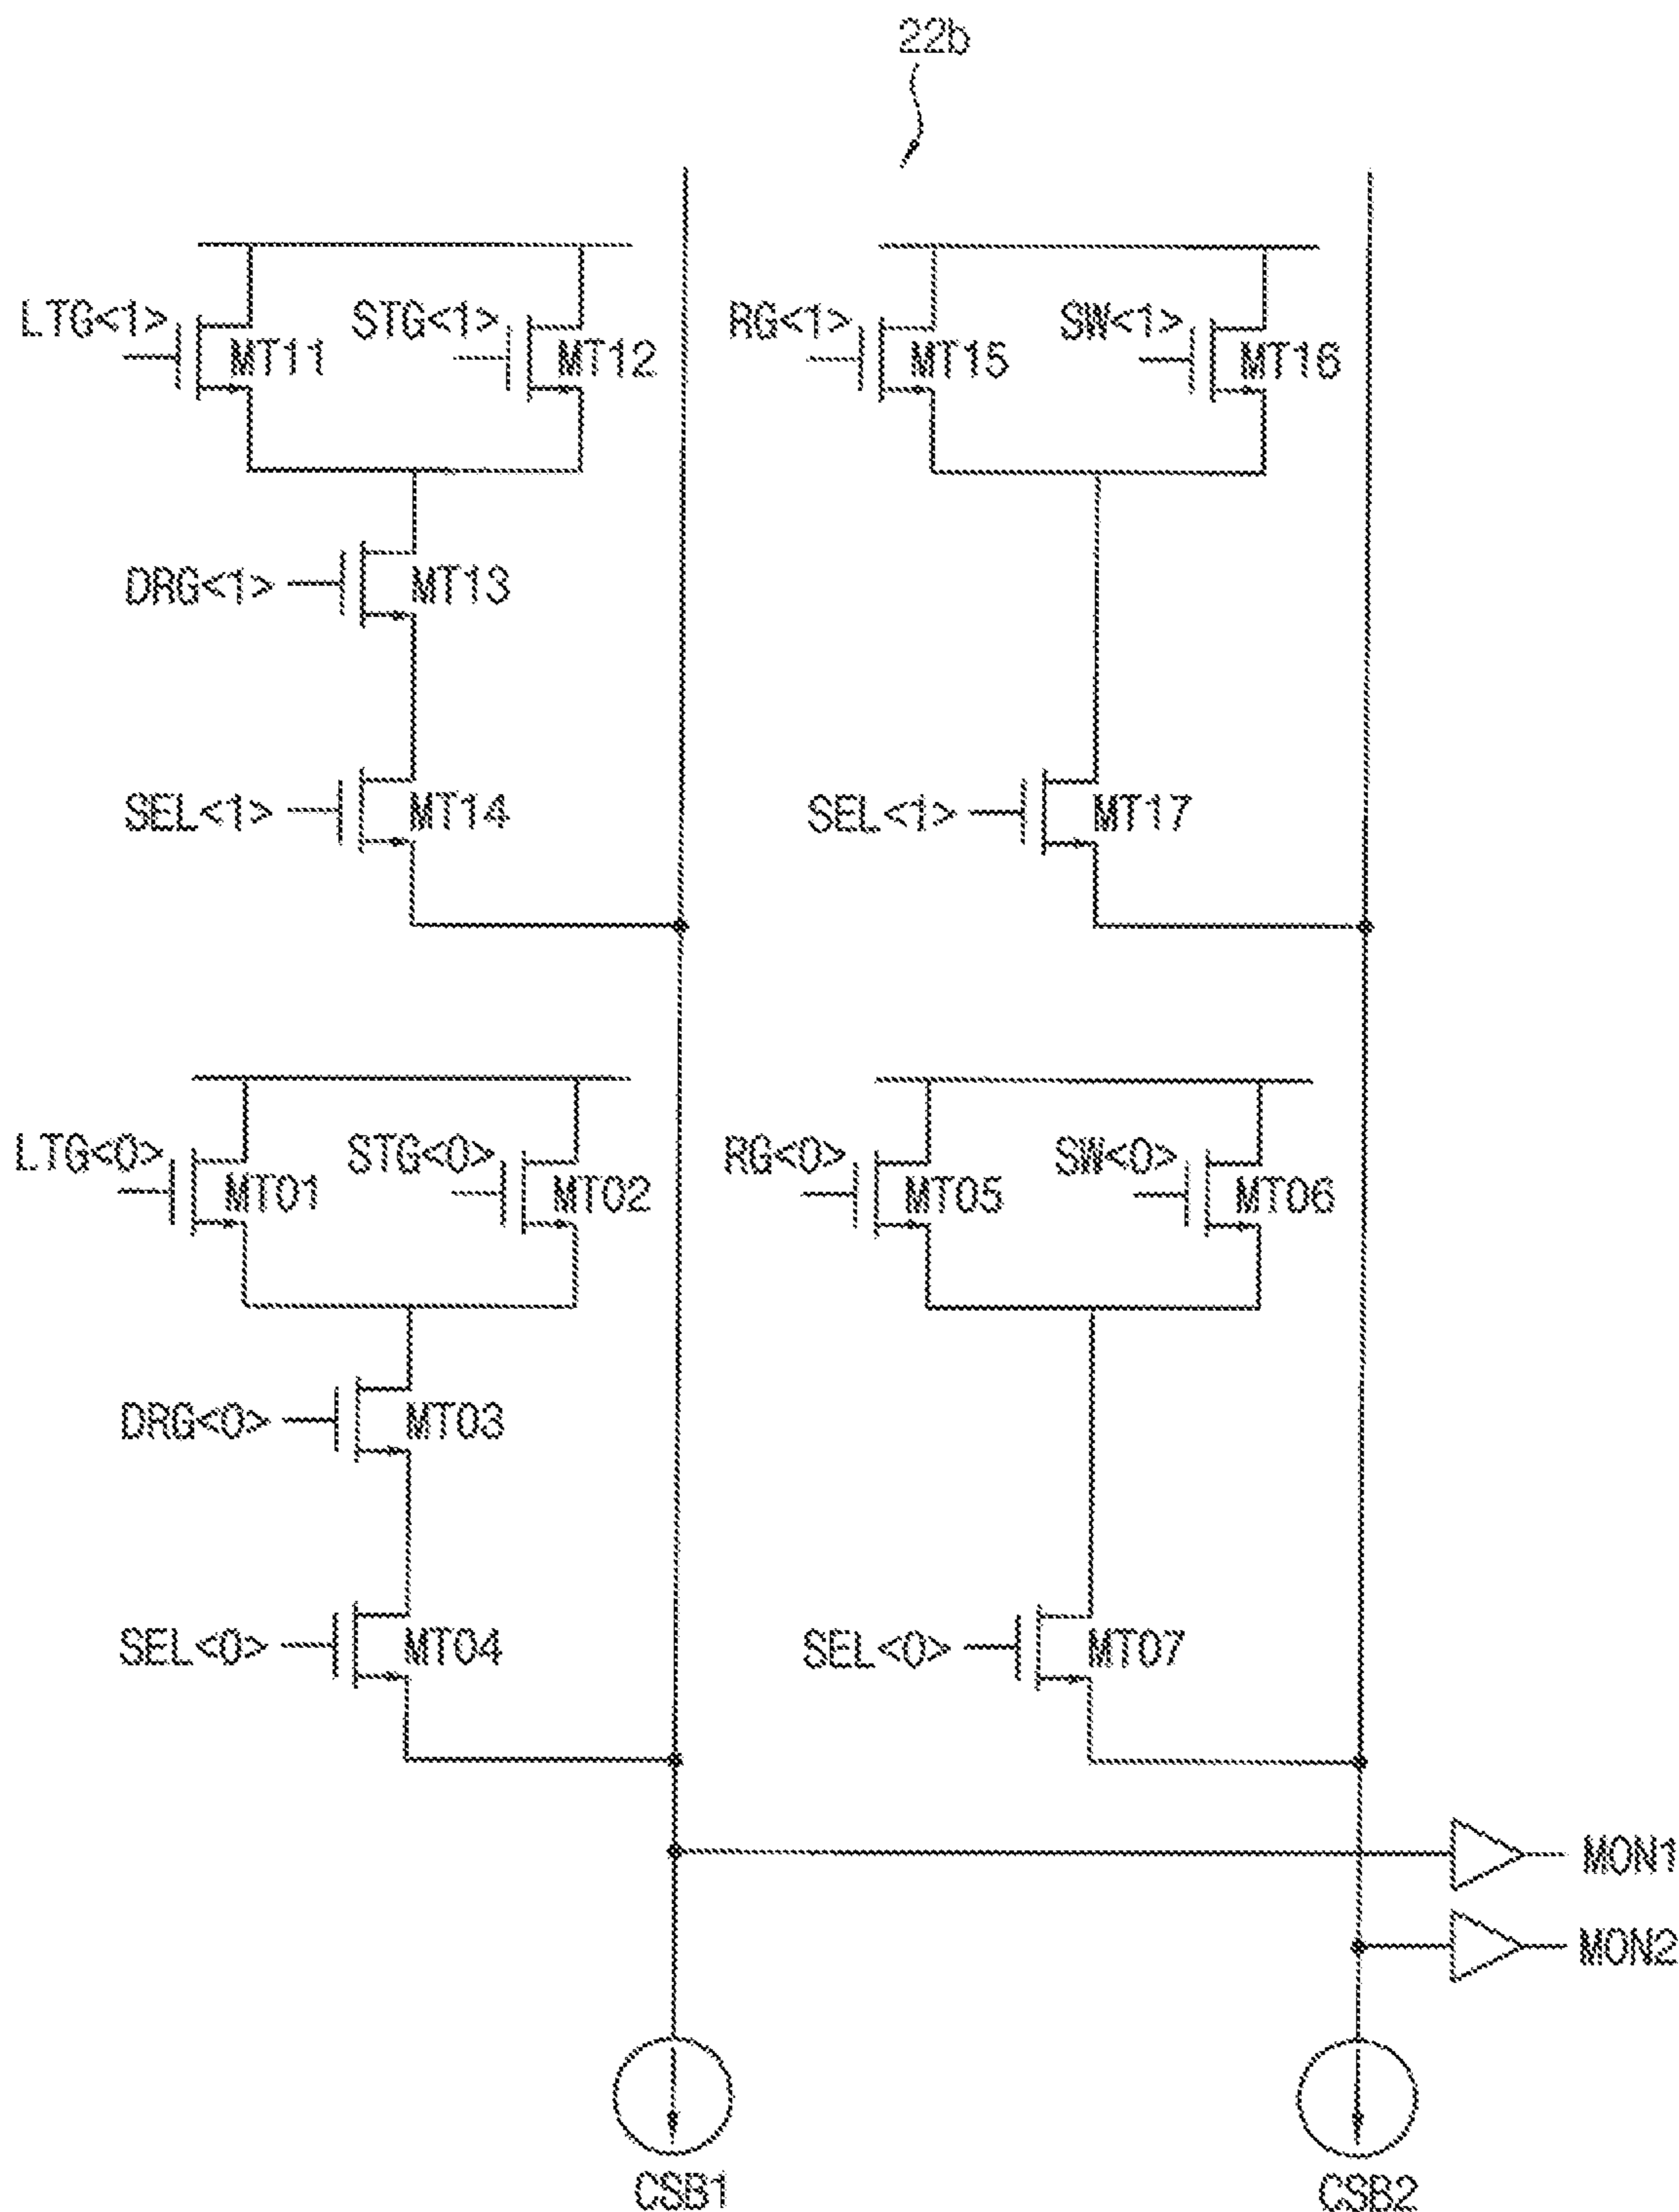 22b
LTG<1> STG<1> RG<1> SW<1>
MT11 MT12 MT15 MT16
DRG<1> MT13
SEL<1> MT14 SEL<1> MT17
LTG<0> STG<0> RG<0> SW<0>
MT01 MT02 MT05 MT06
DRG<0> MT03
SEL<0> MT04 SEL<0> MT07
MON1
MON2
CSB1 CSB2